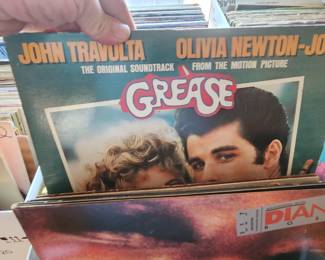 JOHN TRAVOLTA OLIVIA NEWTON-JO
THE ORIGINAL SOUNDTRACK FROM THE MOTION PICTURE
GREASE
DIAN